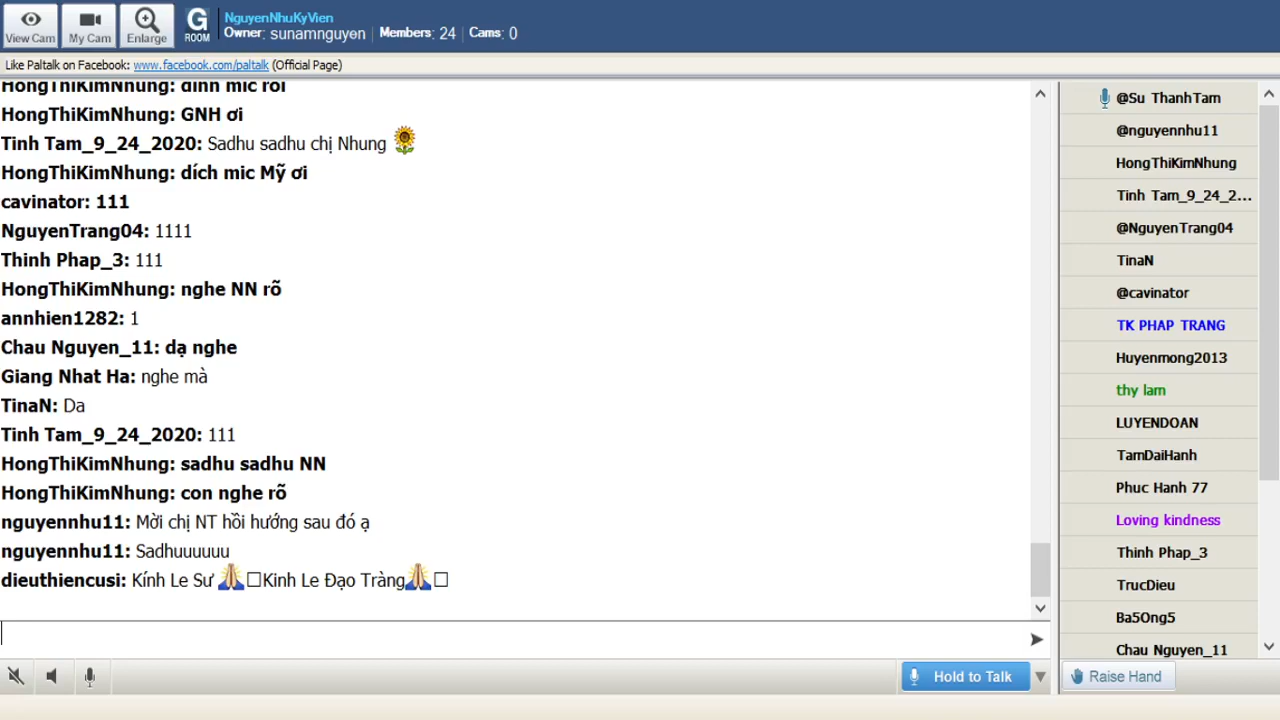 View Cam
My Cam
Enlarge
G
ROOM
NguyenNhuKyVien
Owner: sunamnguyen | Members: 24 | Cams: 0
Like Paltalk on Facebook: www.facebook.com/paltalk (Official Page)
HongThiKimNhung: dính mic rồi
HongThiKimNhung: GNH ơi
Tinh Tam_9_24_2020: Sadhu sadhu chị Nhung
HongThiKimNhung: dích mic Mỹ ơi
cavinator: 111
NguyenTrang04: 1111
Thinh Phap_3: 111
HongThiKimNhung: nghe NN rõ
annhien1282: 1
Chau Nguyen_11: dạ nghe
Giang Nhat Ha: nghe mà
TinaN: Da
Tinh Tam_9_24_2020: 111
HongThiKimNhung: sadhu sadhu NN
HongThiKimNhung: con nghe rõ
nguyennhu11: Mời chị NT hồi hướng sau đó ạ
nguyennhu11: Sadhuuuuuu
dieuthiencusi: Kính Le Sư Kinh Le Đạo Tràng
@Su ThanhTam
@nguyennhu11
HongThiKimNhung
Tinh Tam_9_24_2...
@NguyenTrang04
TinaN
@cavinator
TK PHAP TRANG
Huyenmong2013
thy lam
LUYENDOAN
TamDaiHanh
Phuc Hanh 77
Loving kindness
Thinh Phap_3
TrucDieu
Ba5Ong5
Chau Nguyen_11
Hold to Talk
Raise Hand